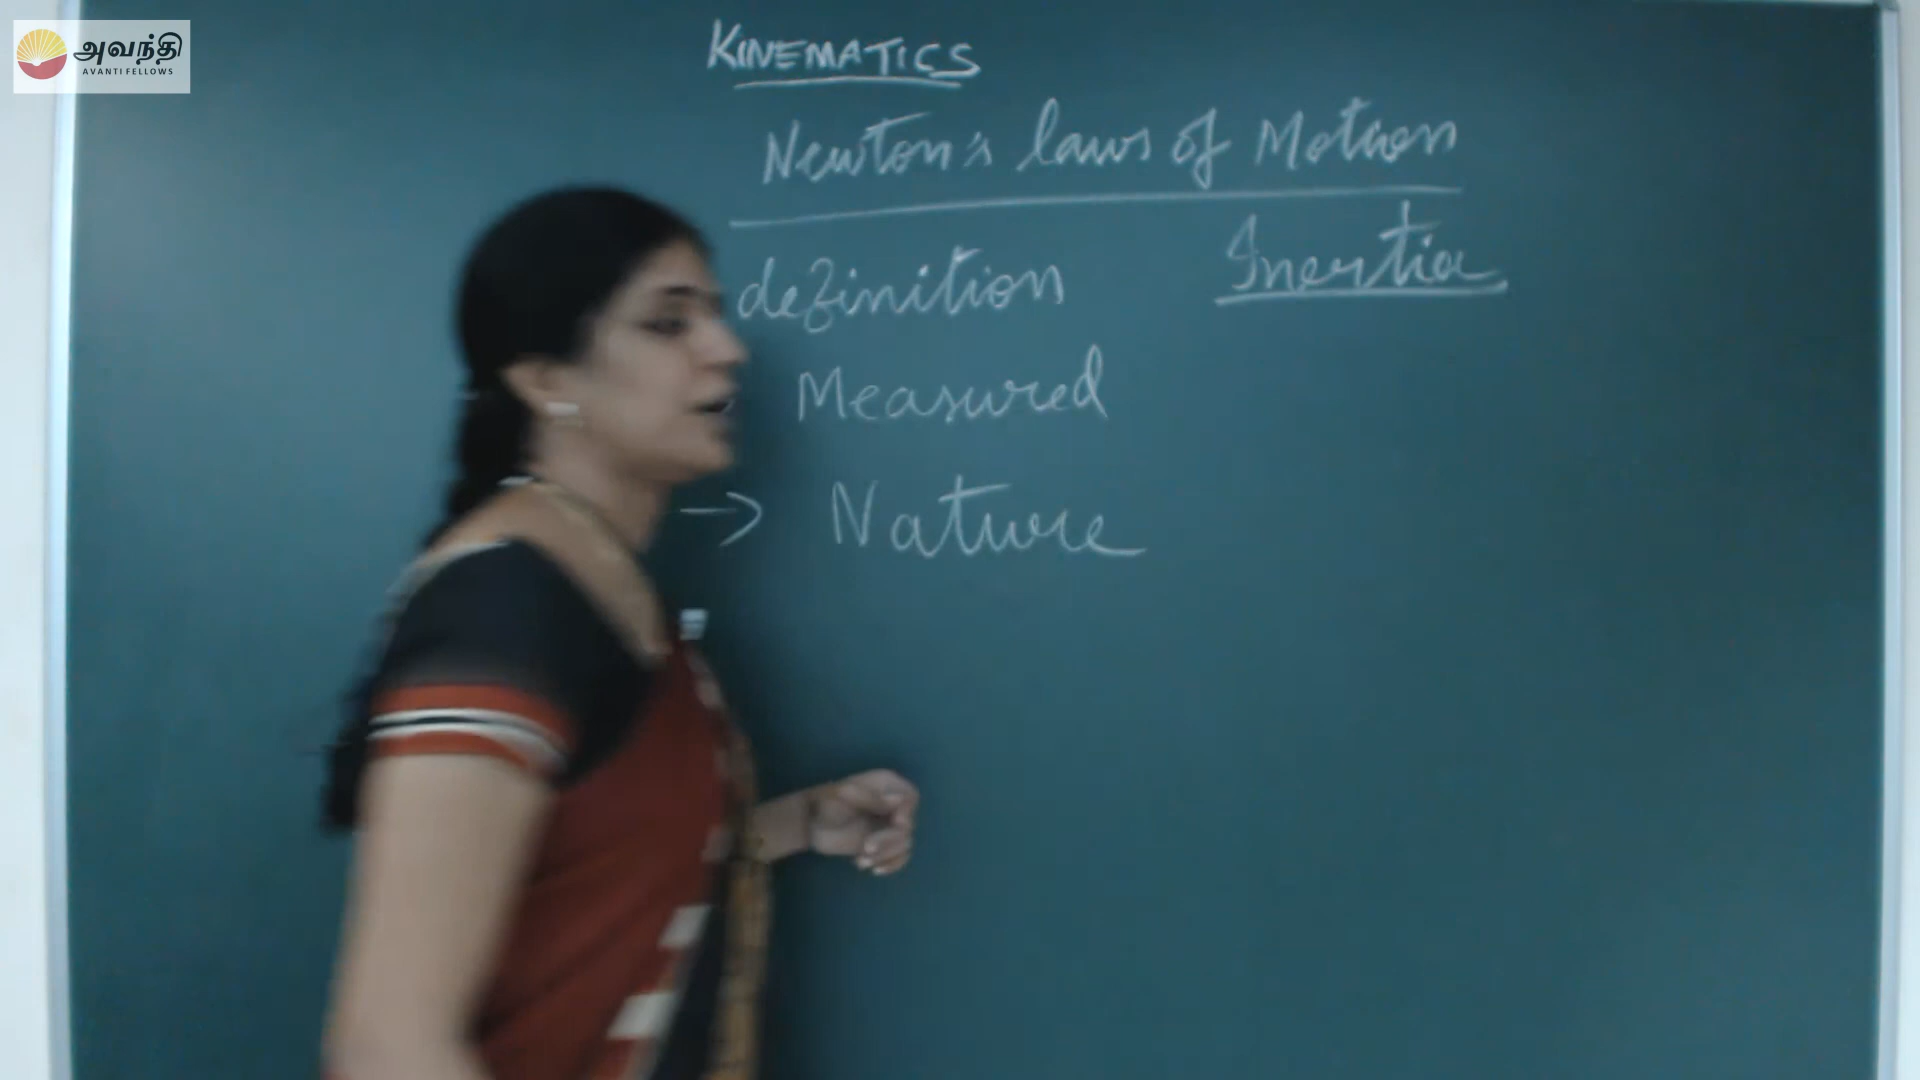 அவந்தி
AVANTI FELLOWS
KINEMATICS
Newton's laws of Motion
definition Inertia
Measured
→ Nature